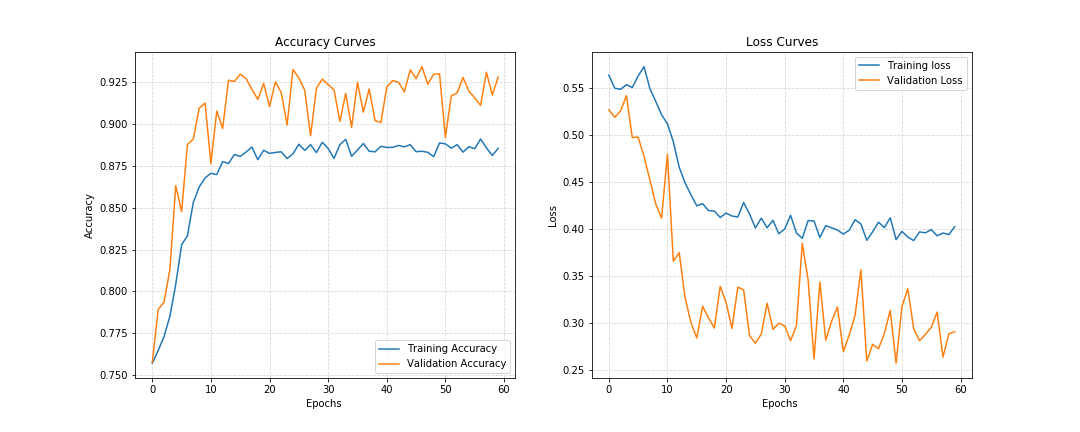 Accuracy Curves
Accuracy
0.925
0.900
0.875
0.850
0.825
0.800
0.775
0.750
0 10 20 30 40 50 60
Epochs
Training Accuracy
Validation Accuracy
Loss Curves
Loss
0.55
0.50
0.45
0.40
0.35
0.30
0.25
0 10 20 30 40 50 60
Epochs
Training loss
Validation Loss